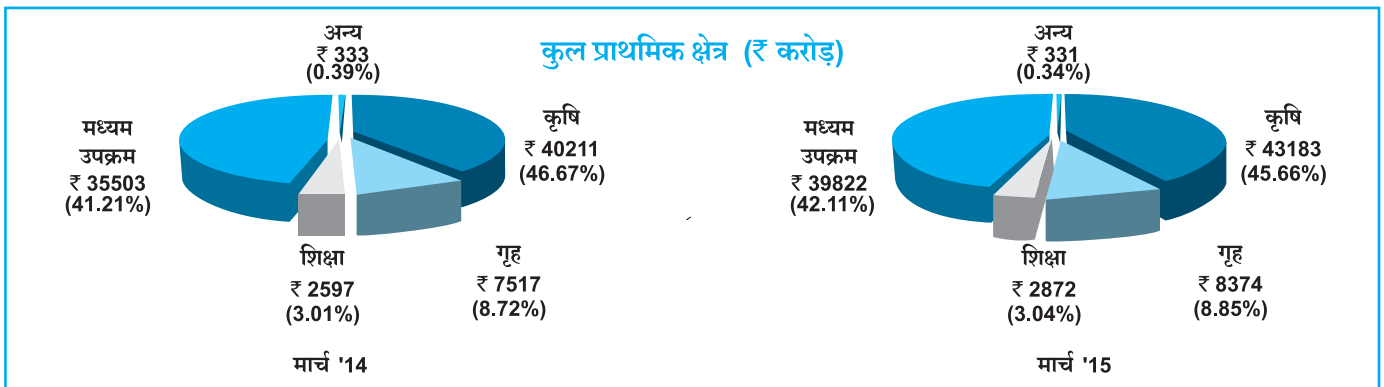 कुल प्राथमिक क्षेत्र (₹ करोड़)
अन्य
₹ 333
(0.39%)
कृषि
₹ 40211
(46.67%)
मध्यम
उपक्रम
₹ 35503
(41.21%)
शिक्षा
₹ 2597
(3.01%)
गृह
₹ 7517
(8.72%)
मार्च '14
अन्य
₹ 331
(0.34%)
कृषि
₹ 43183
(45.66%)
मध्यम
उपक्रम
₹ 39822
(42.11%)
शिक्षा
₹ 2872
(3.04%)
गृह
₹ 8374
(8.85%)
मार्च '15